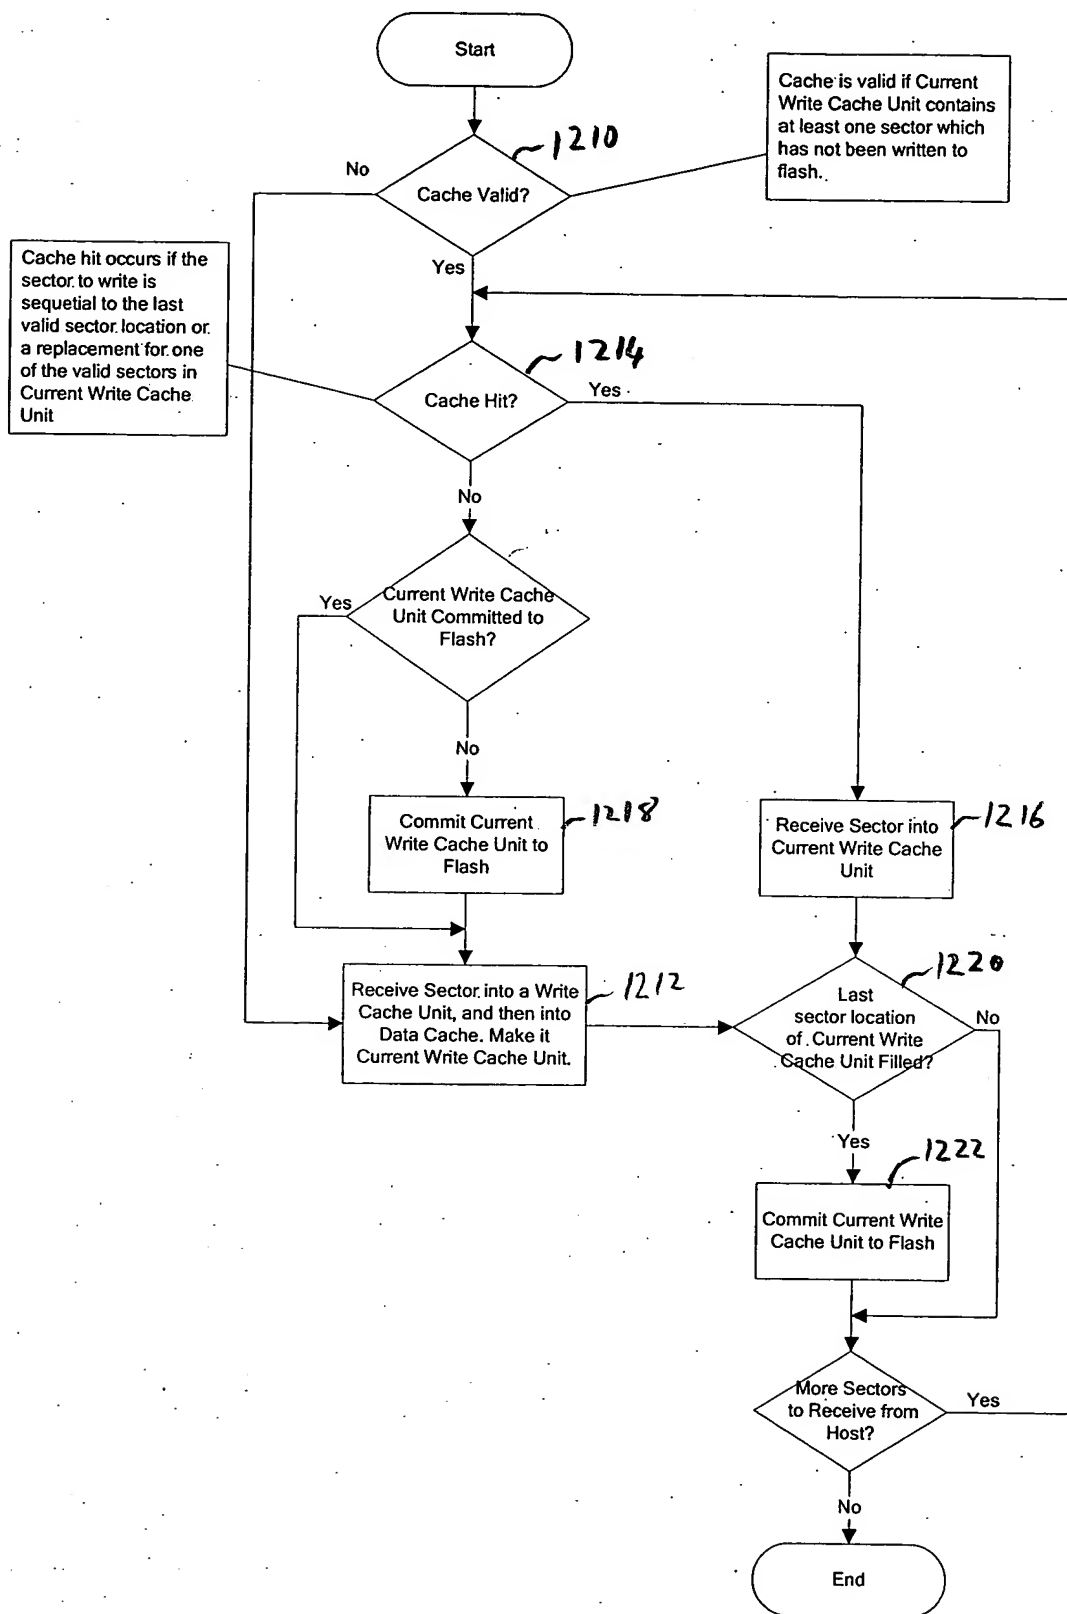 Start
1210
Cache is valid if Current
Write Cache Unit contains
at least one sector which
has not been written to
flash.
No
Cache Valid?
Yes
Cache hit occurs if the
sector to write is
sequetial to the last
valid sector location or
a replacement for one
of the valid sectors in
Current Write Cache
Unit
1214
Cache Hit?
Yes
No
Yes
Current Write Cache
Unit Committed to
Flash?
No
Commit Current
Write Cache Unit to
Flash
1218
Receive Sector into
Current Write Cache
Unit
1216
Receive Sector into a Write
Cache Unit, and then into
Data Cache. Make it
Current Write Cache Unit.
1212
Last
sector location
of Current Write
Cache Unit Filled?
1220
No
Yes
1222
Commit Current Write
Cache Unit to Flash
More Sectors
to Receive from
Host?
Yes
No
End